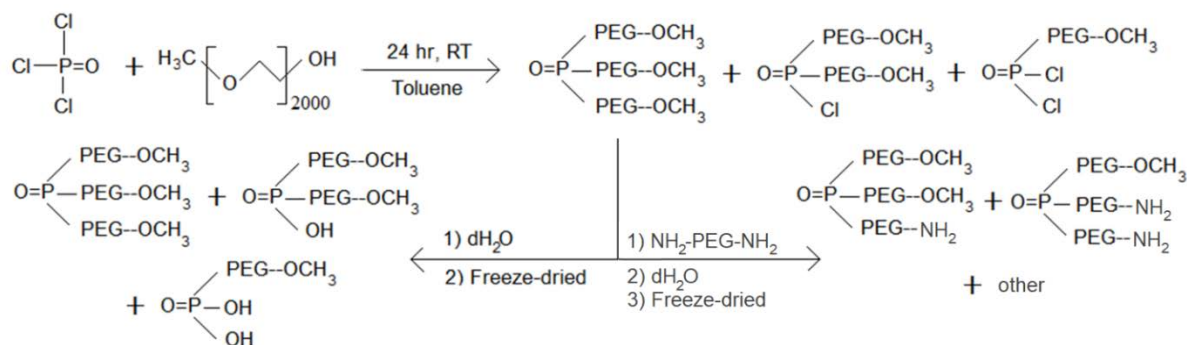 Cl
Cl—P=O
Cl
+
H₃C [ O ]₂₀₀₀ OH
24 hr, RT
Toluene
PEG--OCH₃
O=P—PEG--OCH₃
PEG--OCH₃
+
PEG--OCH₃
O=P—PEG--OCH₃
Cl
+
PEG--OCH₃
O=P—Cl
Cl
PEG--OCH₃
O=P—PEG--OCH₃
PEG--OCH₃
+
PEG--OCH₃
O=P—PEG--OCH₃
OH
+
PEG--OCH₃
O=P—OH
OH
1) dH₂O
2) Freeze-dried
1) NH₂-PEG-NH₂
2) dH₂O
3) Freeze-dried
PEG--OCH₃
O=P—PEG--OCH₃
PEG--NH₂
+
PEG--OCH₃
O=P—PEG--NH₂
PEG--NH₂
+ other